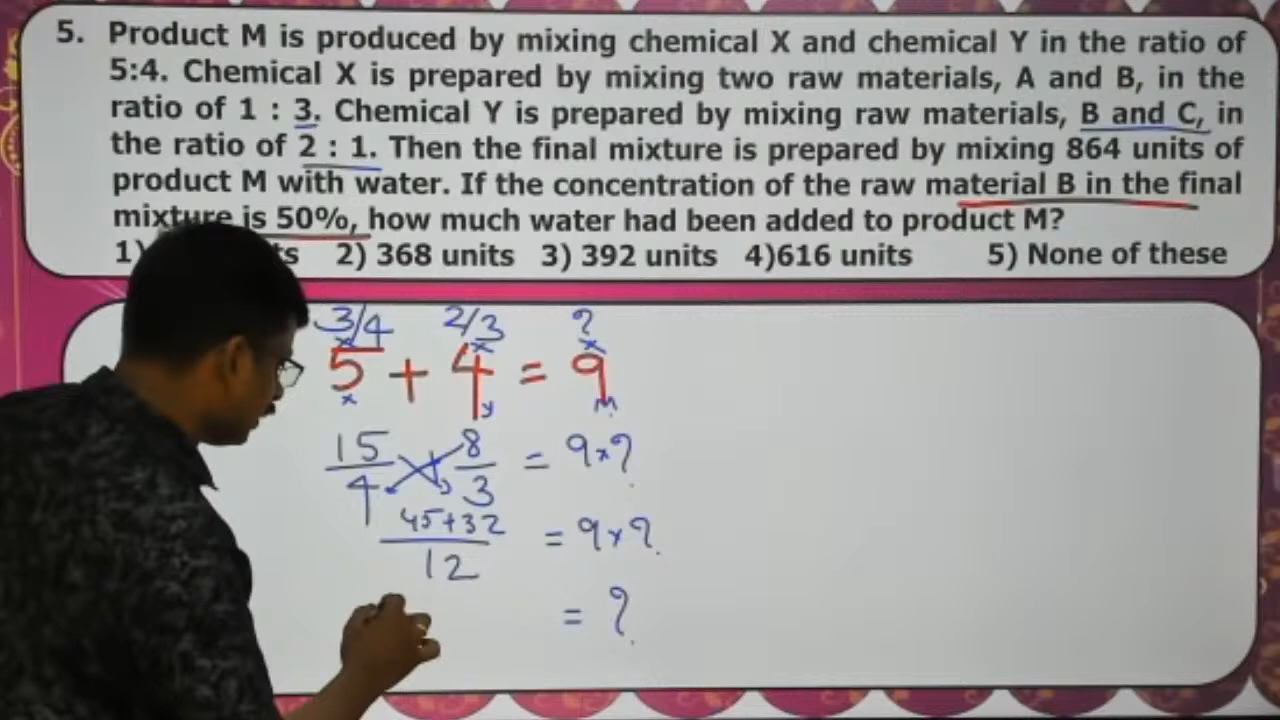 5. Product M is produced by mixing chemical X and chemical Y in the ratio of
5:4. Chemical X is prepared by mixing two raw materials, A and B, in the
ratio of 1 : 3. Chemical Y is prepared by mixing raw materials, B and C, in
the ratio of 2 : 1. Then the final mixture is prepared by mixing 864 units of
product M with water. If the concentration of the raw material B in the final
mixture is 50%, how much water had been added to product M?
1) ts 2) 368 units 3) 392 units 4)616 units 5) None of these
3/4 2/3 ?
x x x
5 + 4 = 9
x y M
15/4 8/3 = 9x?
45+32/12 = 9x?
= ?